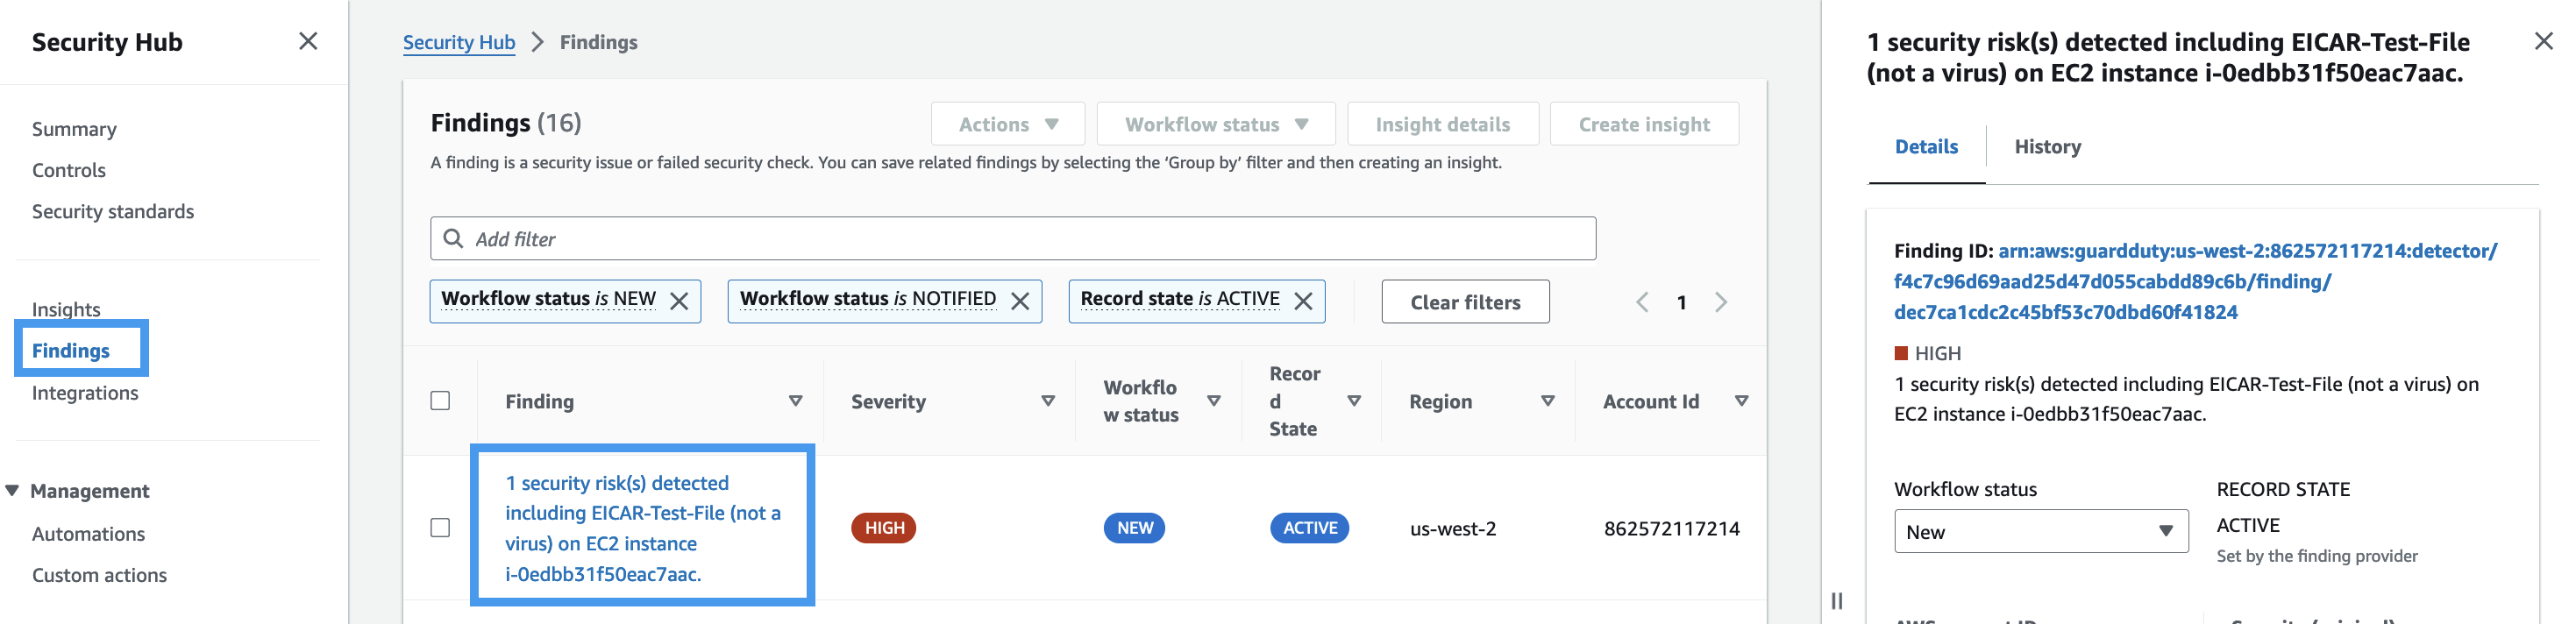 Security Hub
Summary
Controls
Security standards
Insights
Findings
Integrations
Management
Automations
Custom actions
Security Hub > Findings
Findings (16)
Actions
Workflow status
Insight details
Create insight
A finding is a security issue or failed security check. You can save related findings by selecting the ‘Group by’ filter and then creating an insight.
Add filter
Workflow status is NEW
Workflow status is NOTIFIED
Record state is ACTIVE
Clear filters
1
Finding
Severity
Workflo
w status
Recor
d
State
Region
Account Id
1 security risk(s) detected
including EICAR-Test-File (not a
virus) on EC2 instance
i-0edbb31f50eac7aac.
HIGH
NEW
ACTIVE
us-west-2
862572117214
1 security risk(s) detected including EICAR-Test-File
(not a virus) on EC2 instance i-0edbb31f50eac7aac.
Details
History
Finding ID: arn:aws:guardduty:us-west-2:862572117214:detector/
f4c7c96d69aad25d47d055cabdd89c6b/finding/
dec7ca1cdc2c45bf53c70dbd60f41824
HIGH
1 security risk(s) detected including EICAR-Test-File (not a virus) on
EC2 instance i-0edbb31f50eac7aac.
Workflow status
New
RECORD STATE
ACTIVE
Set by the finding provider